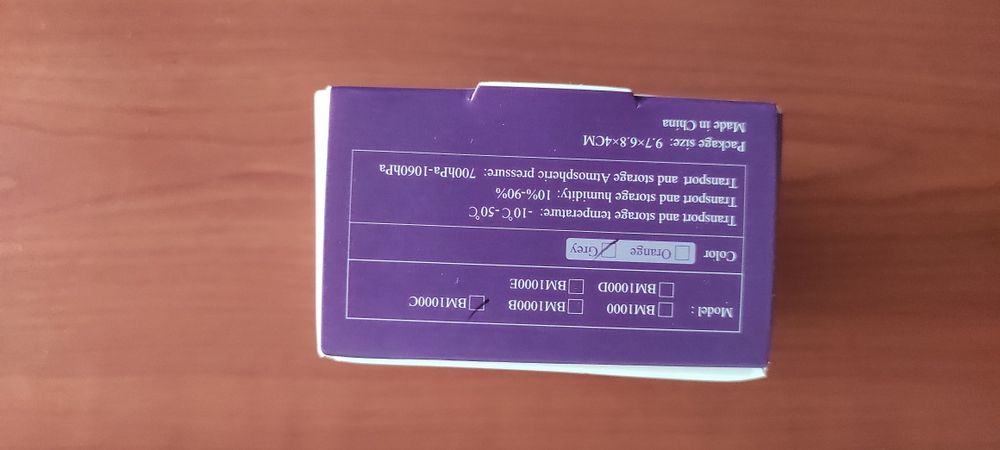 Model: □BM1000 □BM1000B ☑BM1000C
□BM1000D □BM1000E
Color □Orange ☑Grey
Transport and storage temperature: -10°C-50°C
Transport and storage humidity: 10%-90%
Transport and storage Atmospheric pressure: 700hPa-1060hPa
Package size: 9.7×6.8×4CM
Made in China